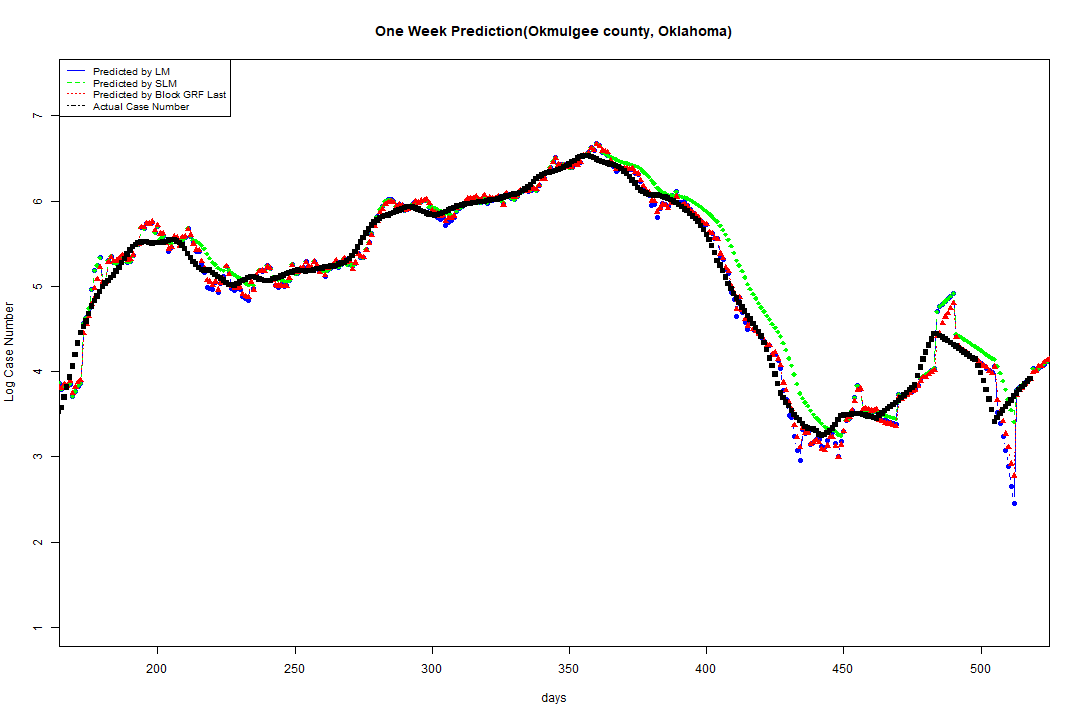 One Week Prediction(Okmulgee county, Oklahoma)
Predicted by LM
Predicted by SLM
Predicted by Block GRF Last
Actual Case Number
7
6
5
4
3
2
1
Log Case Number
200 250 300 350 400 450 500
days